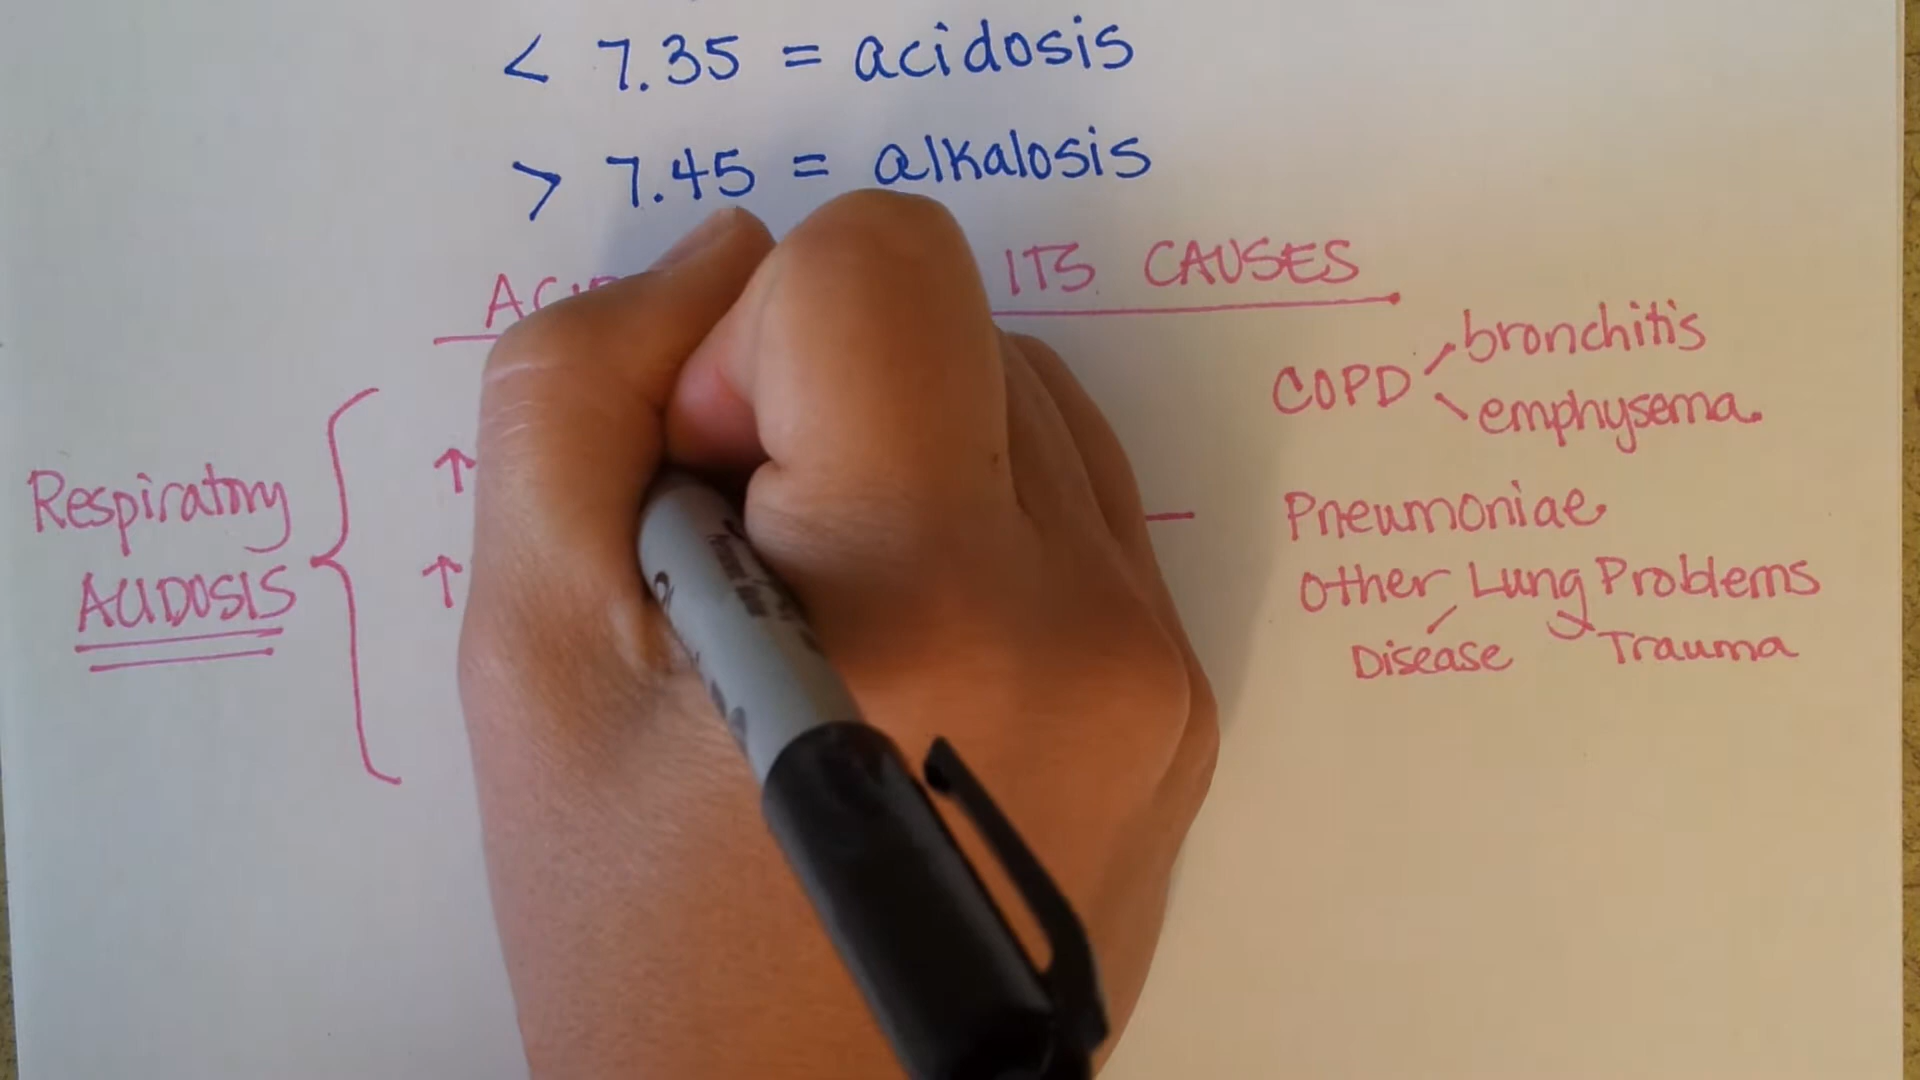 < 7.35 = acidosis
> 7.45 = alkalosis
ITS CAUSES
COPD bronchitis
emphysema
Respiratory
ACIDOSIS
↑
↑
Pneumoniae
Other Lung Problems
Disease Trauma